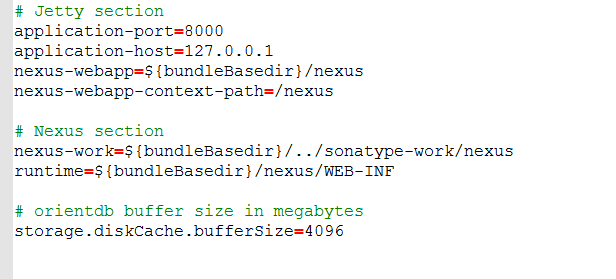 # Jetty section
application-port=8000
application-host=127.0.0.1
nexus-webapp=${bundleBasedir}/nexus
nexus-webapp-context-path=/nexus
# Nexus section
nexus-work=${bundleBasedir}/../sonatype-work/nexus
runtime=${bundleBasedir}/nexus/WEB-INF
# orientdb buffer size in megabytes
storage.diskCache.bufferSize=4096